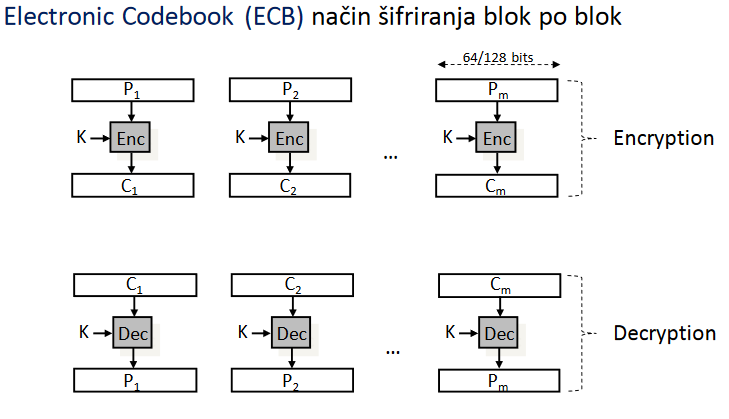 Electronic Codebook (ECB) način šifriranja blok po blok
64/128 bits
P1 P2 Pm
K Enc K Enc ... K Enc Encryption
C1 C2 Cm
C1 C2 Cm
K Dec K Dec ... K Dec Decryption
P1 P2 Pm